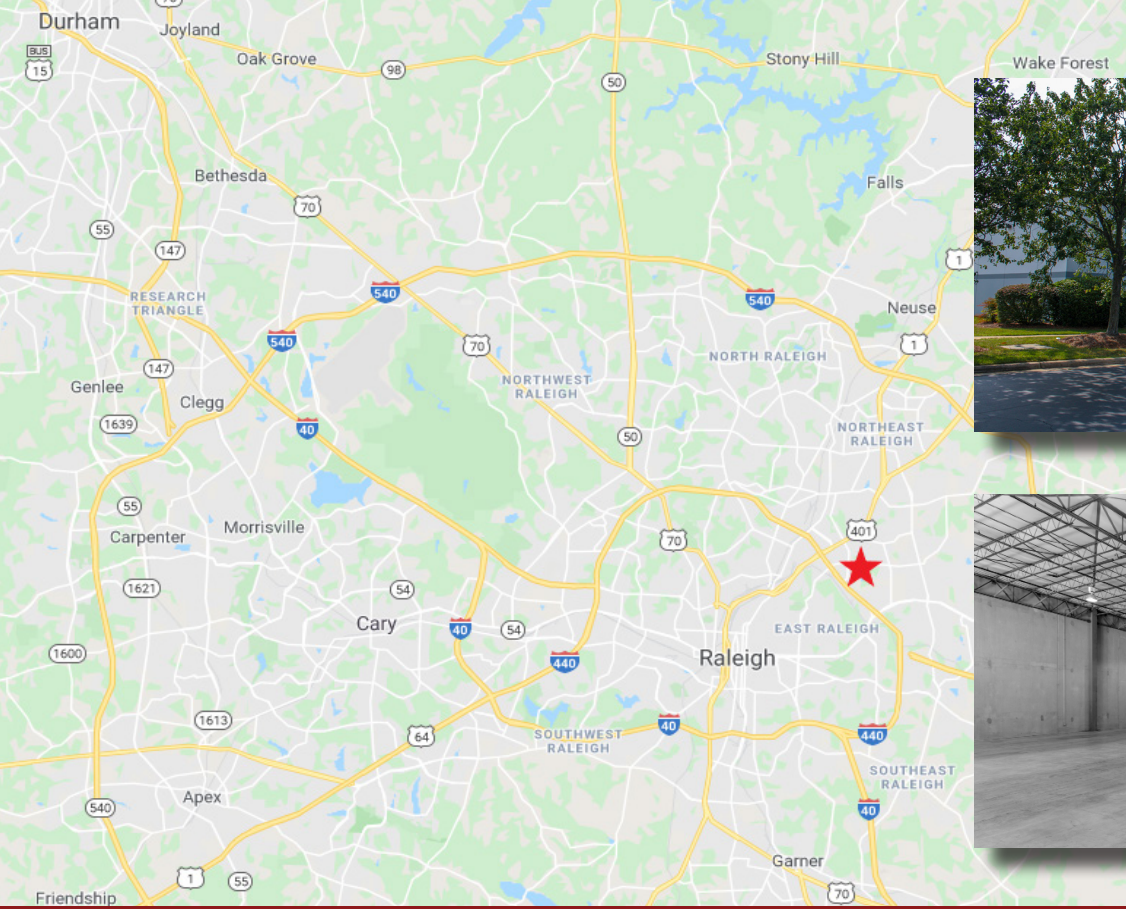 70
Durham
Joyland
BUS
15
Oak Grove
98
50
Stony Hill
Wake Forest
Bethesda
70
Falls
55
147
1
RESEARCH
TRIANGLE
540
540
Neuse
540
70
1
NORTH RALEIGH
147
Genlee
NORTHWEST
RALEIGH
Clegg
1639
40
50
NORTHEAST
RALEIGH
55
Morrisville
Carpenter
401
70
1621
54
Cary
40
54
EAST RALEIGH
1600
440
Raleigh
1613
64
SOUTHWEST
RALEIGH
40
440
SOUTHEAST
RALEIGH
540
Apex
40
Garner
1
55
70
Friendship